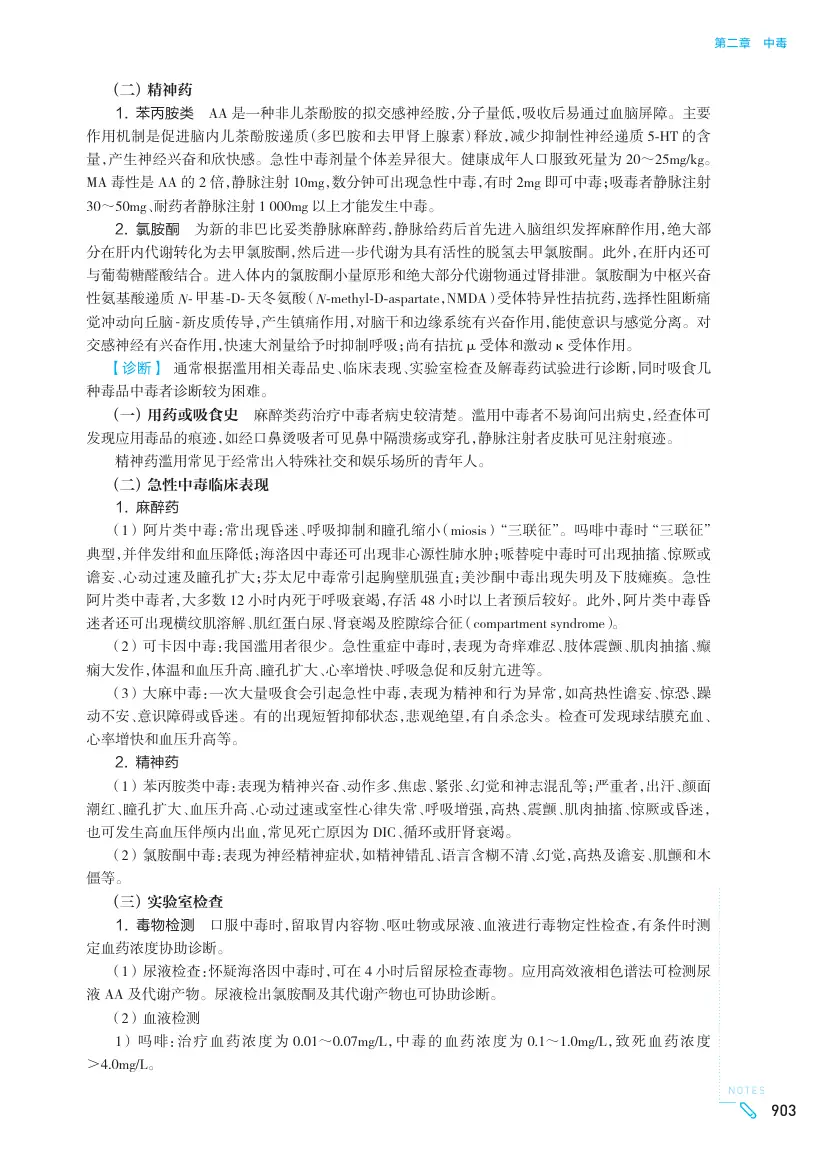 第二章 中毒
（二）精神药
1. 苯丙胺类 AA 是一种非儿茶酚胺的拟交感神经胺，分子量低，吸收后易通过血脑屏障。主要
作用机制是促进脑内儿茶酚胺递质（多巴胺和去甲肾上腺素）释放，减少抑制性神经递质 5-HT 的含
量，产生神经兴奋和欣快感。急性中毒剂量个体差异很大。健康成年人口服致死量为 20～25mg/kg。
MA 毒性是 AA 的 2 倍，静脉注射 10mg，数分钟可出现急性中毒，有时 2mg 即可中毒；吸毒者静脉注射
30～50mg、耐药者静脉注射 1 000mg 以上才能发生中毒。
2. 氯胺酮 为新的非巴比妥类静脉麻醉药，静脉给药后首先进入脑组织发挥麻醉作用，绝大部
分在肝内代谢转化为去甲氯胺酮，然后进一步代谢为具有活性的脱氢去甲氯胺酮。此外，在肝内还可
与葡萄糖醛酸结合。进入体内的氯胺酮小量原形和绝大部分代谢物通过肾排泄。氯胺酮为中枢兴奋
性氨基酸递质 N- 甲基 -D- 天冬氨酸（N-methyl-D-aspartate，NMDA）受体特异性拮抗药，选择性阻断痛
觉冲动向丘脑 - 新皮质传导，产生镇痛作用，对脑干和边缘系统有兴奋作用，能使意识与感觉分离。对
交感神经有兴奋作用，快速大剂量给予时抑制呼吸；尚有拮抗 μ 受体和激动 κ 受体作用。
【诊断】 通常根据滥用相关毒品史、临床表现、实验室检查及解毒药试验进行诊断，同时吸食几
种毒品中毒者诊断较为困难。
（一）用药或吸食史 麻醉类药治疗中毒者病史较清楚。滥用中毒者不易询问出病史，经查体可
发现应用毒品的痕迹，如经口鼻烫吸者可见鼻中隔溃疡或穿孔，静脉注射者皮肤可见注射痕迹。
精神药滥用常见于经常出入特殊社交和娱乐场所的青年人。
（二）急性中毒临床表现
1. 麻醉药
（1）阿片类中毒：常出现昏迷、呼吸抑制和瞳孔缩小（miosis）“三联征”。吗啡中毒时 “三联征”
典型，并伴发绀和血压降低；海洛因中毒还可出现非心源性肺水肿；哌替啶中毒时可出现抽搐、惊厥或
谵妄、心动过速及瞳孔扩大；芬太尼中毒常引起胸壁肌强直；美沙酮中毒出现失明及下肢瘫痪。急性
阿片类中毒者，大多数 12 小时内死于呼吸衰竭，存活 48 小时以上者预后较好。此外，阿片类中毒昏
迷者还可出现横纹肌溶解、肌红蛋白尿、肾衰竭及腔隙综合征（compartment syndrome）。
（2）可卡因中毒：我国滥用者很少。急性重症中毒时，表现为奇痒难忍、肢体震颤、肌肉抽搐、癫
痫大发作，体温和血压升高、瞳孔扩大、心率增快、呼吸急促和反射亢进等。
（3）大麻中毒：一次大量吸食会引起急性中毒，表现为精神和行为异常，如高热性谵妄、惊恐、躁
动不安、意识障碍或昏迷。有的出现短暂抑郁状态，悲观绝望，有自杀念头。检查可发现球结膜充血、
心率增快和血压升高等。
2. 精神药
（1）苯丙胺类中毒：表现为精神兴奋、动作多、焦虑、紧张、幻觉和神志混乱等；严重者，出汗、颜面
潮红、瞳孔扩大、血压升高、心动过速或室性心律失常、呼吸增强，高热、震颤、肌肉抽搐、惊厥或昏迷，
也可发生高血压伴颅内出血，常见死亡原因为 DIC、循环或肝肾衰竭。
（2）氯胺酮中毒：表现为神经精神症状，如精神错乱、语言含糊不清、幻觉，高热及谵妄、肌颤和木
僵等。
（三）实验室检查
1. 毒物检测 口服中毒时，留取胃内容物、呕吐物或尿液、血液进行毒物定性检查，有条件时测
定血药浓度协助诊断。
（1）尿液检查：怀疑海洛因中毒时，可在 4 小时后留尿检查毒物。应用高效液相色谱法可检测尿
液 AA 及代谢产物。尿液检出氯胺酮及其代谢产物也可协助诊断。
（2）血液检测
1）吗啡：治疗血药浓度为 0.01～0.07mg/L，中毒的血药浓度为 0.1～1.0mg/L，致死血药浓度
＞4.0mg/L。
NOTES
903